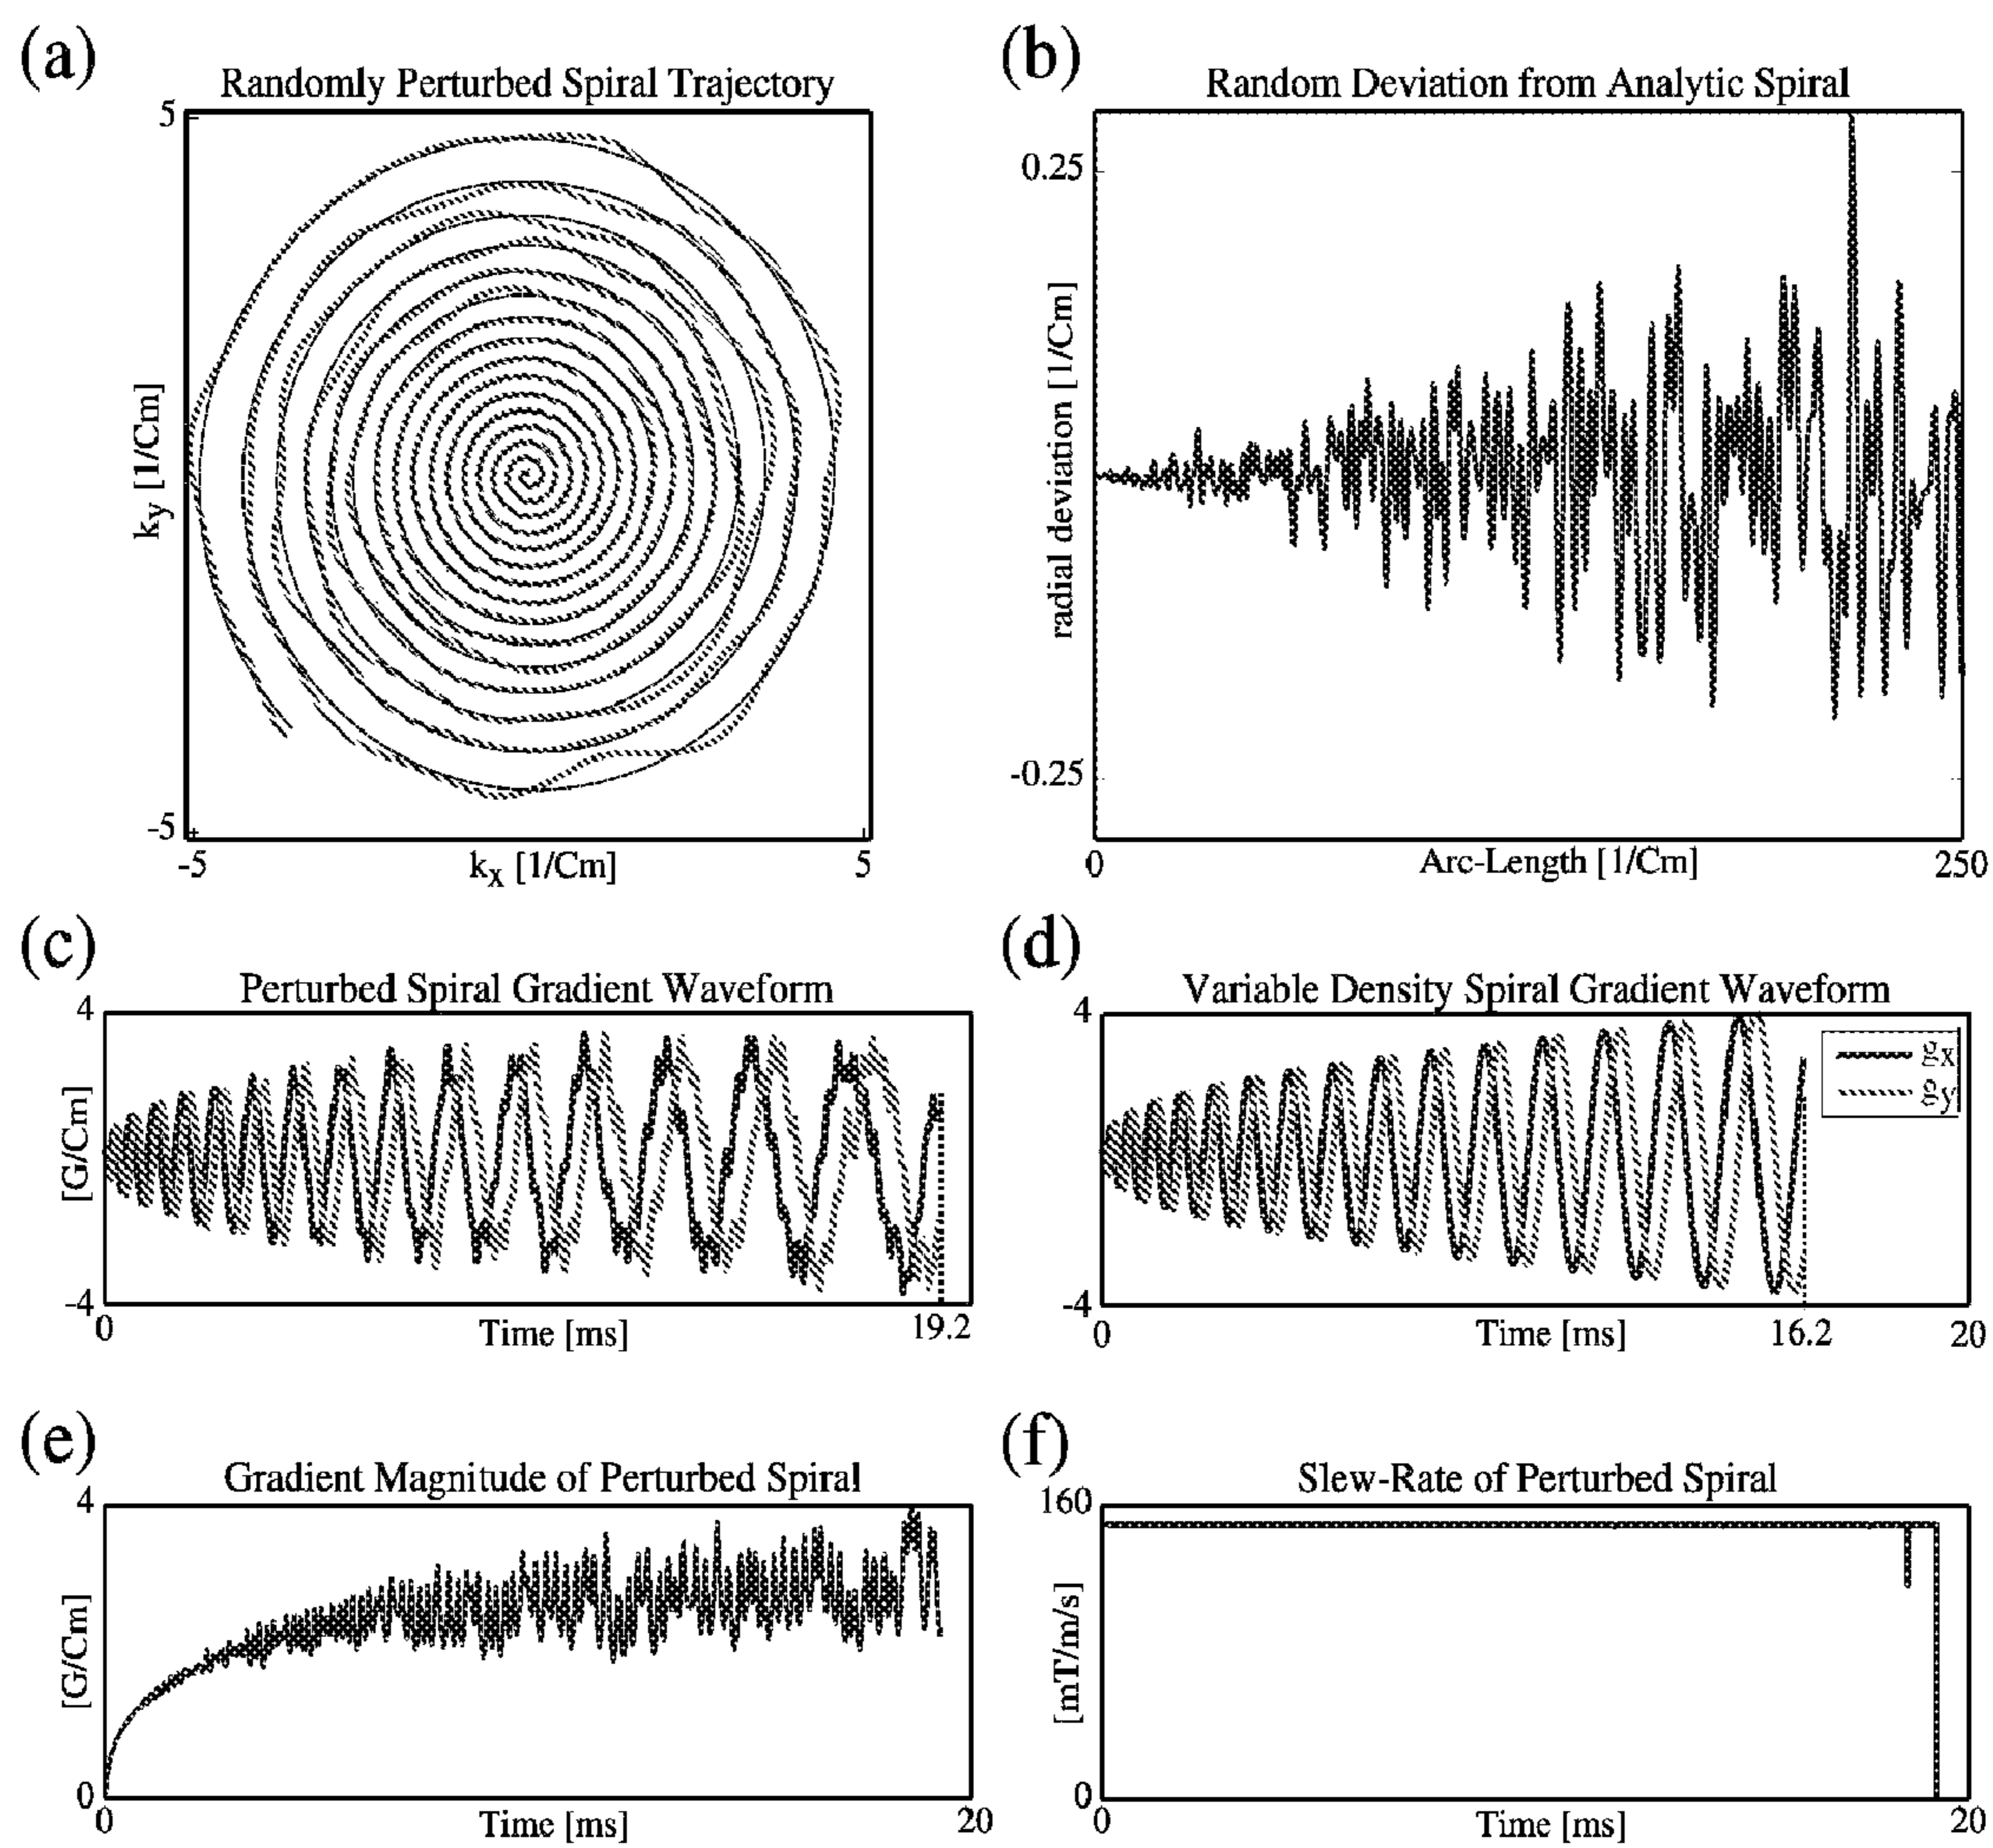 (a)
Randomly Perturbed Spiral Trajectory
5
k_y [1/Cm]
-5
-5
k_x [1/Cm]
5
(b)
Random Deviation from Analytic Spiral
0.25
radial deviation [1/Cm]
-0.25
0
Arc-Length [1/Cm]
250
(c)
Perturbed Spiral Gradient Waveform
4
[G/Cm]
-4
0
Time [ms]
19.2
(d)
Variable Density Spiral Gradient Waveform
4
g_x
g_y
-4
0
Time [ms]
16.2
20
(e)
Gradient Magnitude of Perturbed Spiral
4
[G/Cm]
0
0
Time [ms]
20
(f)
Slew-Rate of Perturbed Spiral
160
[mT/m/s]
0
0
Time [ms]
20